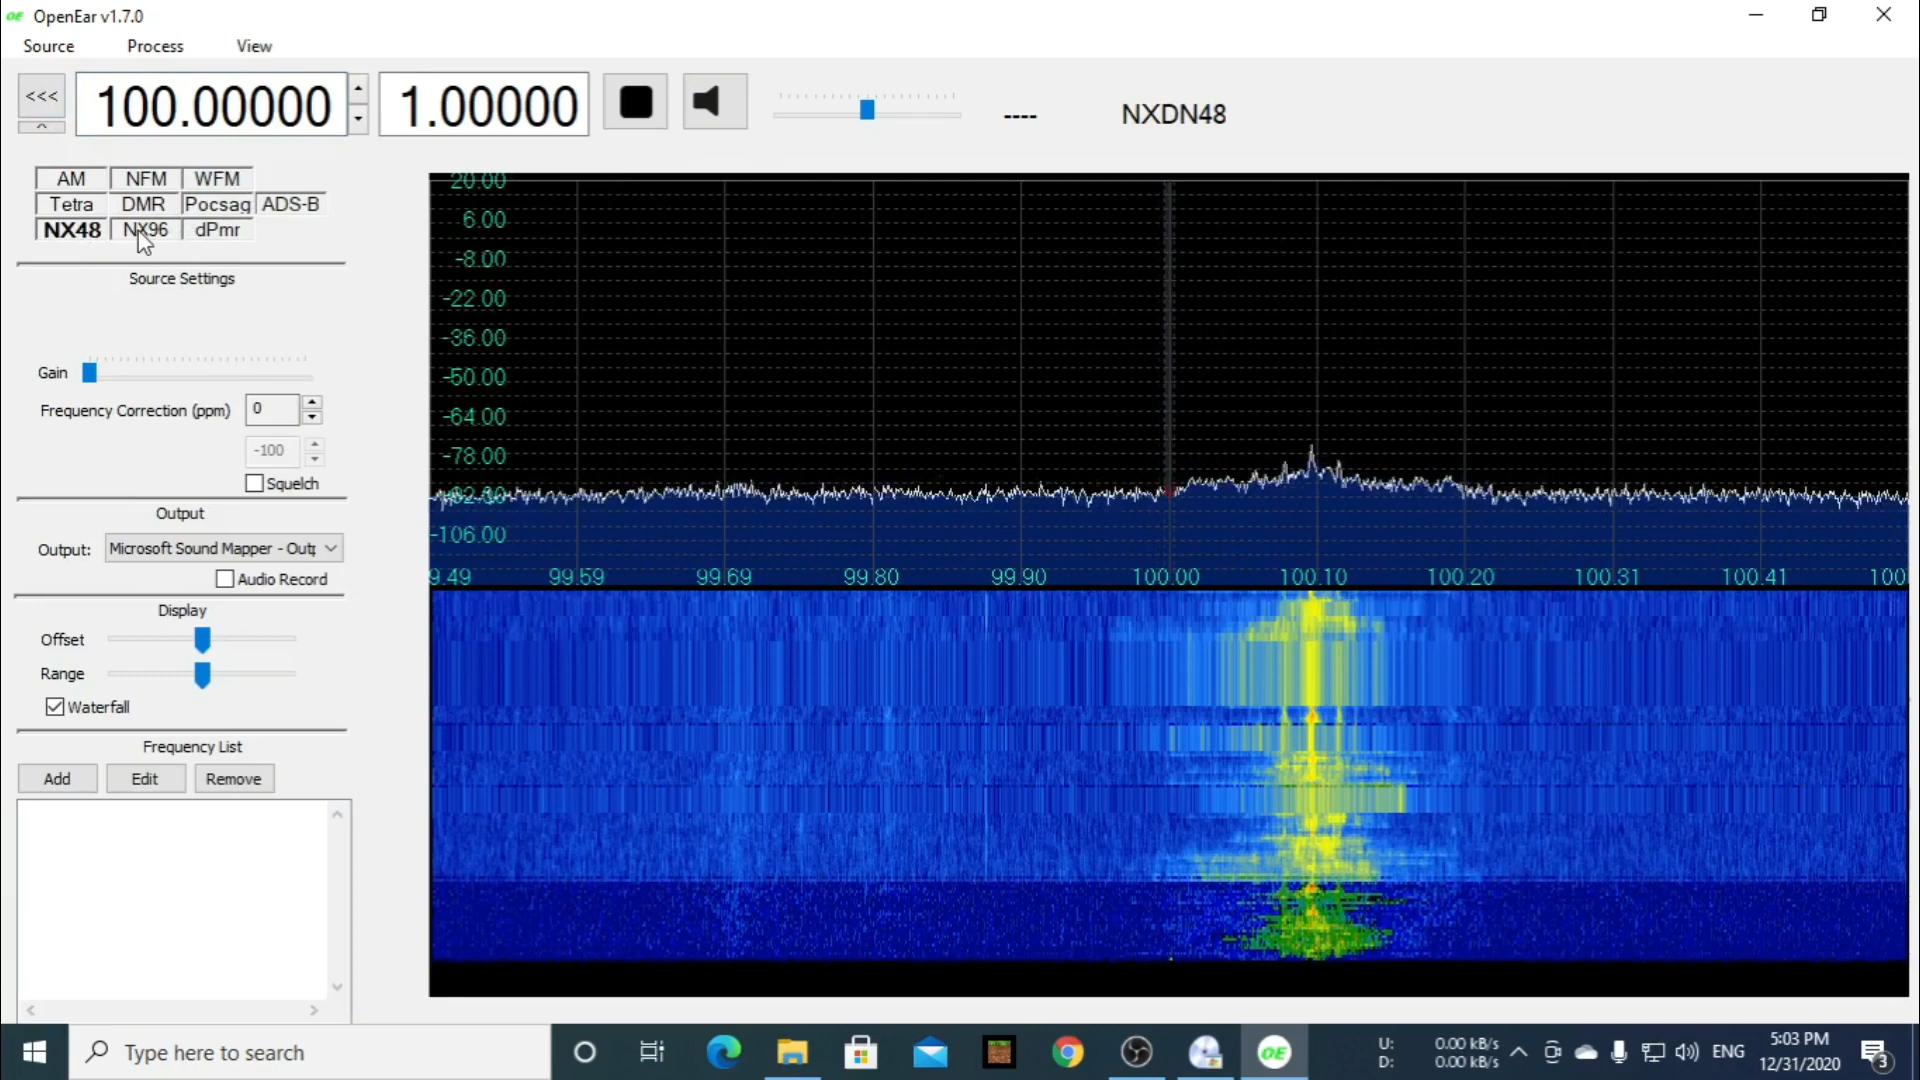 OE OpenEar v1.7.0
Source Process View
<<< 100.00000 1.00000 ---- NXDN48
^
AM NFM WFM
Tetra DMR Pocsag ADS-B
NX48 NX96 dPmr
Source Settings
Gain
Frequency Correction (ppm) 0
-100
Squelch
Output
Output: Microsoft Sound Mapper - Outp
Audio Record
Display
Offset
Range
Waterfall
Frequency List
Add Edit Remove
20.00
6.00
-8.00
-22.00
-36.00
-50.00
-64.00
-78.00
-92.00
-106.00
9.49 99.59 99.69 99.80 99.90 100.00 100.10 100.20 100.31 100.41 100
Type here to search
OE
U: 0.00 kB/s
D: 0.00 kB/s
ENG
5:03 PM
12/31/2020
3